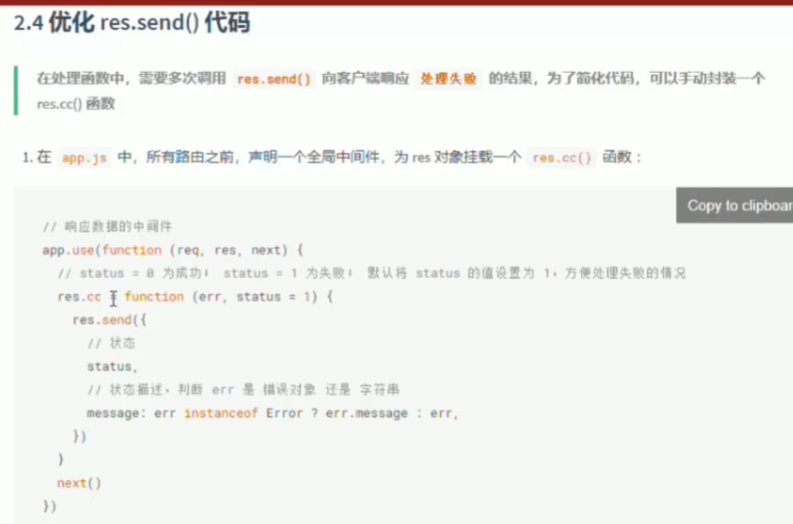 2.4 优化 res.send() 代码
在处理函数中，需要多次调用 res.send() 向客户端响应 处理失败 的结果，为了简化代码，可以手动封装一个
res.cc() 函数
1. 在 app.js 中，所有路由之前，声明一个全局中间件，为 res 对象挂载一个 res.cc() 函数：
Copy to clipboar
// 响应数据的中间件
app.use(function (req, res, next) {
// status = 0 为成功； status = 1 为失败； 默认将 status 的值设置为 1，方便处理失败的情况
res.cc = function (err, status = 1) {
res.send({
// 状态
status,
// 状态描述，判断 err 是 错误对象 还是 字符串
message: err instanceof Error ? err.message : err,
})
}
next()
})